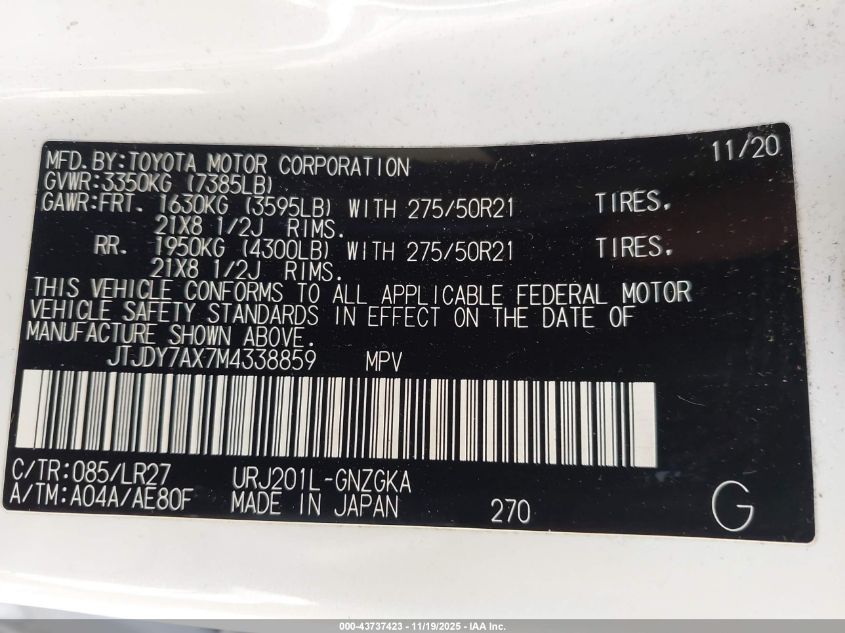 MFD. BY: TOYOTA MOTOR CORPORATION 11/20
GVWR: 3350KG (7385LB)
GAWR: FRT. 1630KG (3595LB) WITH 275/50R21 TIRES.
21X8 1/2J RIMS.
RR. 1950KG (4300LB) WITH 275/50R21 TIRES.
21X8 1/2J RIMS.
THIS VEHICLE CONFORMS TO ALL APPLICABLE FEDERAL MOTOR
VEHICLE SAFETY STANDARDS IN EFFECT ON THE DATE OF
MANUFACTURE SHOWN ABOVE.
JTJDY7AX7M4338859 MPV
C/TR: 085/LR27 URJ201L-GNZGKA
A/TM: A04A/AE80F MADE IN JAPAN 270 G
000-43737423 - 11/19/2025 - IAA Inc.